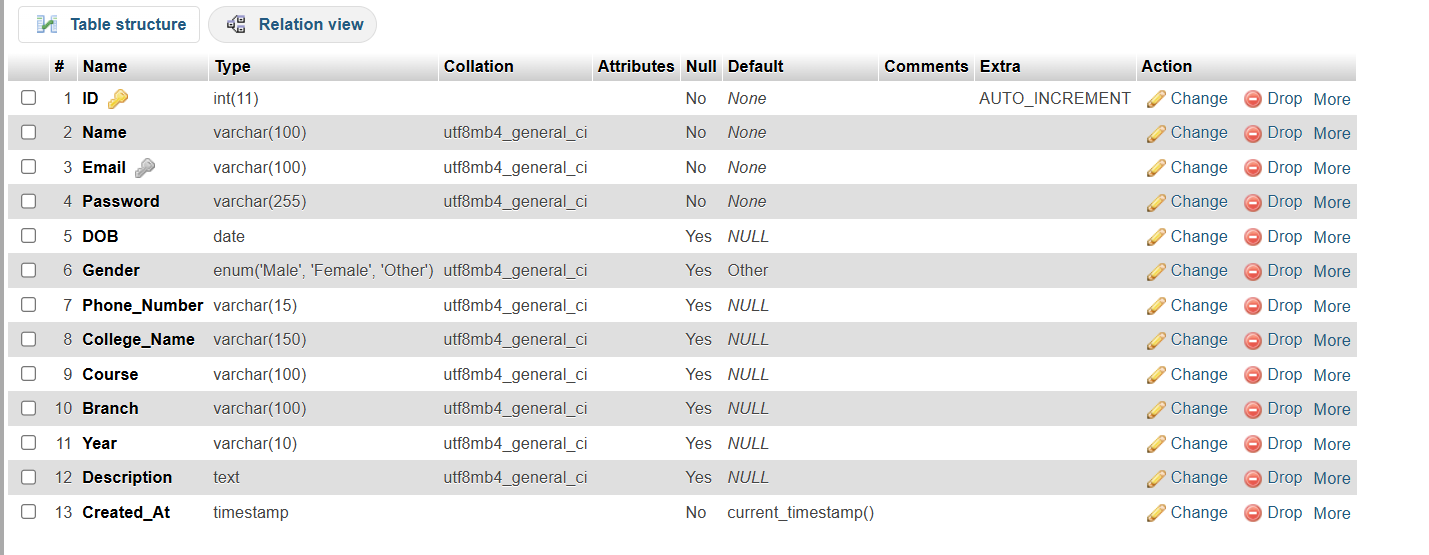 Table structure Relation view
# Name Type Collation Attributes Null Default Comments Extra Action
1 ID int(11) No None AUTO_INCREMENT Change Drop More
2 Name varchar(100) utf8mb4_general_ci No None Change Drop More
3 Email varchar(100) utf8mb4_general_ci No None Change Drop More
4 Password varchar(255) utf8mb4_general_ci No None Change Drop More
5 DOB date Yes NULL Change Drop More
6 Gender enum('Male', 'Female', 'Other') utf8mb4_general_ci Yes Other Change Drop More
7 Phone_Number varchar(15) utf8mb4_general_ci Yes NULL Change Drop More
8 College_Name varchar(150) utf8mb4_general_ci Yes NULL Change Drop More
9 Course varchar(100) utf8mb4_general_ci Yes NULL Change Drop More
10 Branch varchar(100) utf8mb4_general_ci Yes NULL Change Drop More
11 Year varchar(10) utf8mb4_general_ci Yes NULL Change Drop More
12 Description text utf8mb4_general_ci Yes NULL Change Drop More
13 Created_At timestamp No current_timestamp() Change Drop More